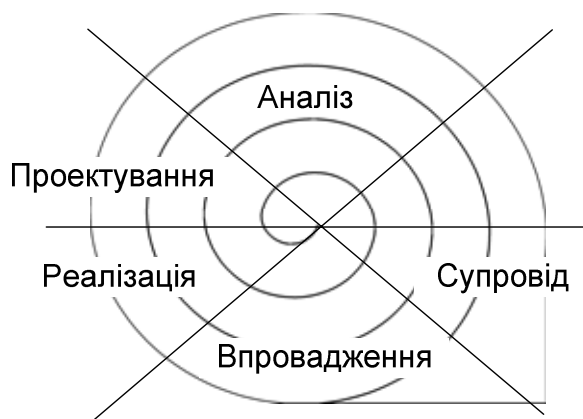 Аналіз
Проектування
Реалізація
Супровід
Впровадження